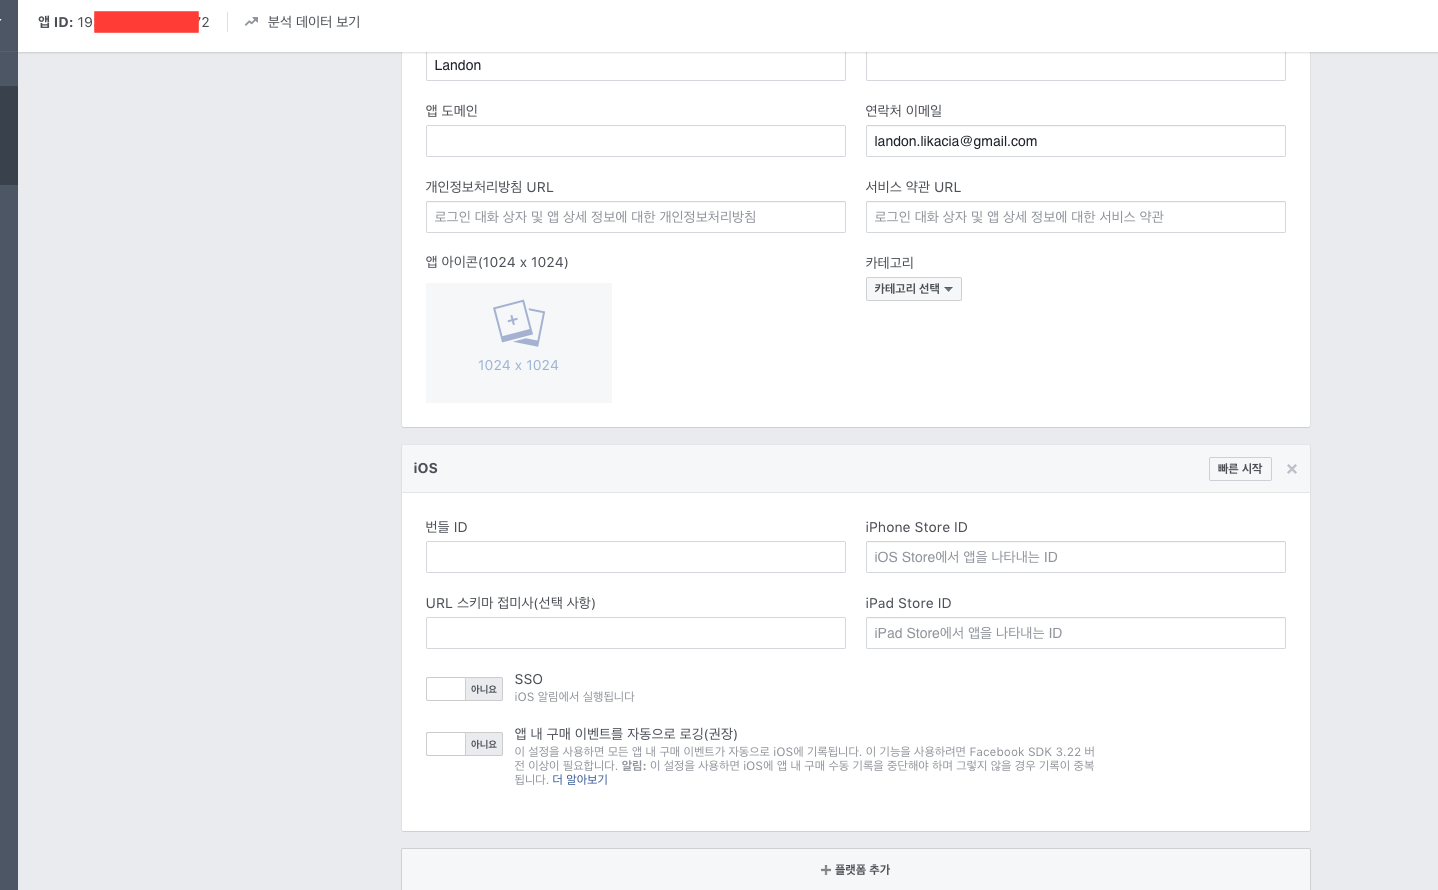 앱 ID: 19 72 분석 데이터 보기
Landon
앱 도메인
연락처 이메일
landon.likacia@gmail.com
개인정보처리방침 URL
서비스 약관 URL
로그인 대화 상자 및 앱 상세 정보에 대한 개인정보처리방침
로그인 대화 상자 및 앱 상세 정보에 대한 서비스 약관
앱 아이콘(1024 x 1024)
카테고리
카테고리 선택
1024 x 1024
iOS
빠른 시작
번들 ID
iPhone Store ID
iOS Store에서 앱을 나타내는 ID
URL 스키마 접미사(선택 사항)
iPad Store ID
iPad Store에서 앱을 나타내는 ID
아니요
SSO
iOS 알림에서 실행됩니다
아니요
앱 내 구매 이벤트를 자동으로 로깅(권장)
이 설정을 사용하면 모든 앱 내 구매 이벤트가 자동으로 iOS에 기록됩니다. 이 기능을 사용하려면 Facebook SDK 3.22 버
전 이상이 필요합니다. 알림: 이 설정을 사용하면 iOS에 앱 내 구매 수동 기록을 중단해야 하며 그렇지 않을 경우 기록이 중복
됩니다. 더 알아보기
+ 플랫폼 추가